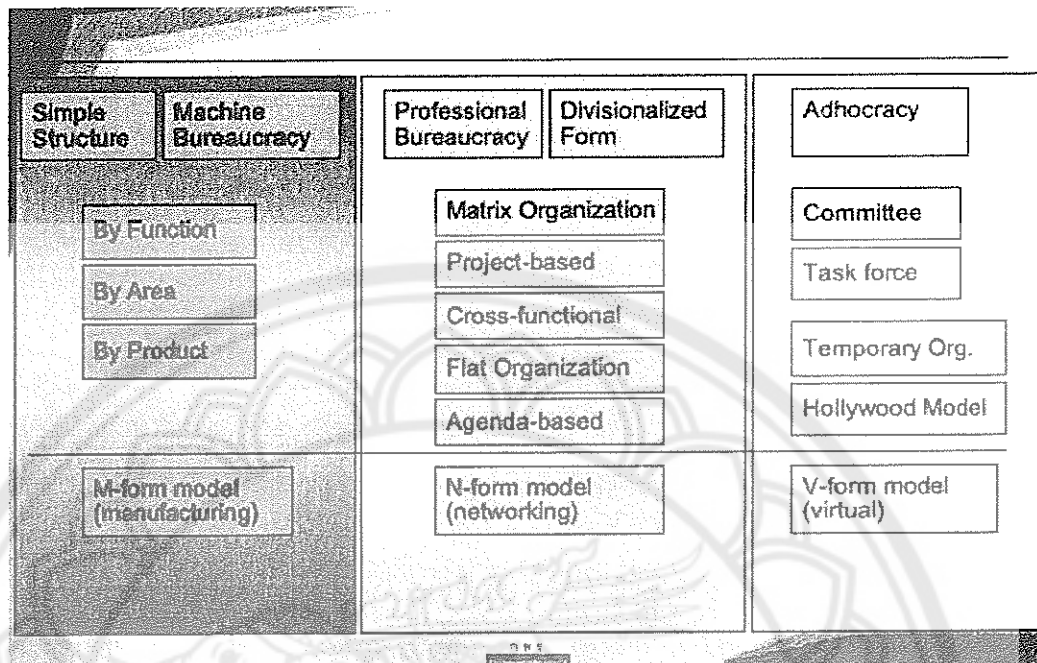 Simple
Structure
Machine
Bureaucracy
By Function
By Area
By Product
M-form model
(manufacturing)
Professional
Bureaucracy
Divisionalized
Form
Matrix Organization
Project-based
Cross-functional
Flat Organization
Agenda-based
N-form model
(networking)
Adhocracy
Committee
Task force
Temporary Org.
Hollywood Model
V-form model
(virtual)